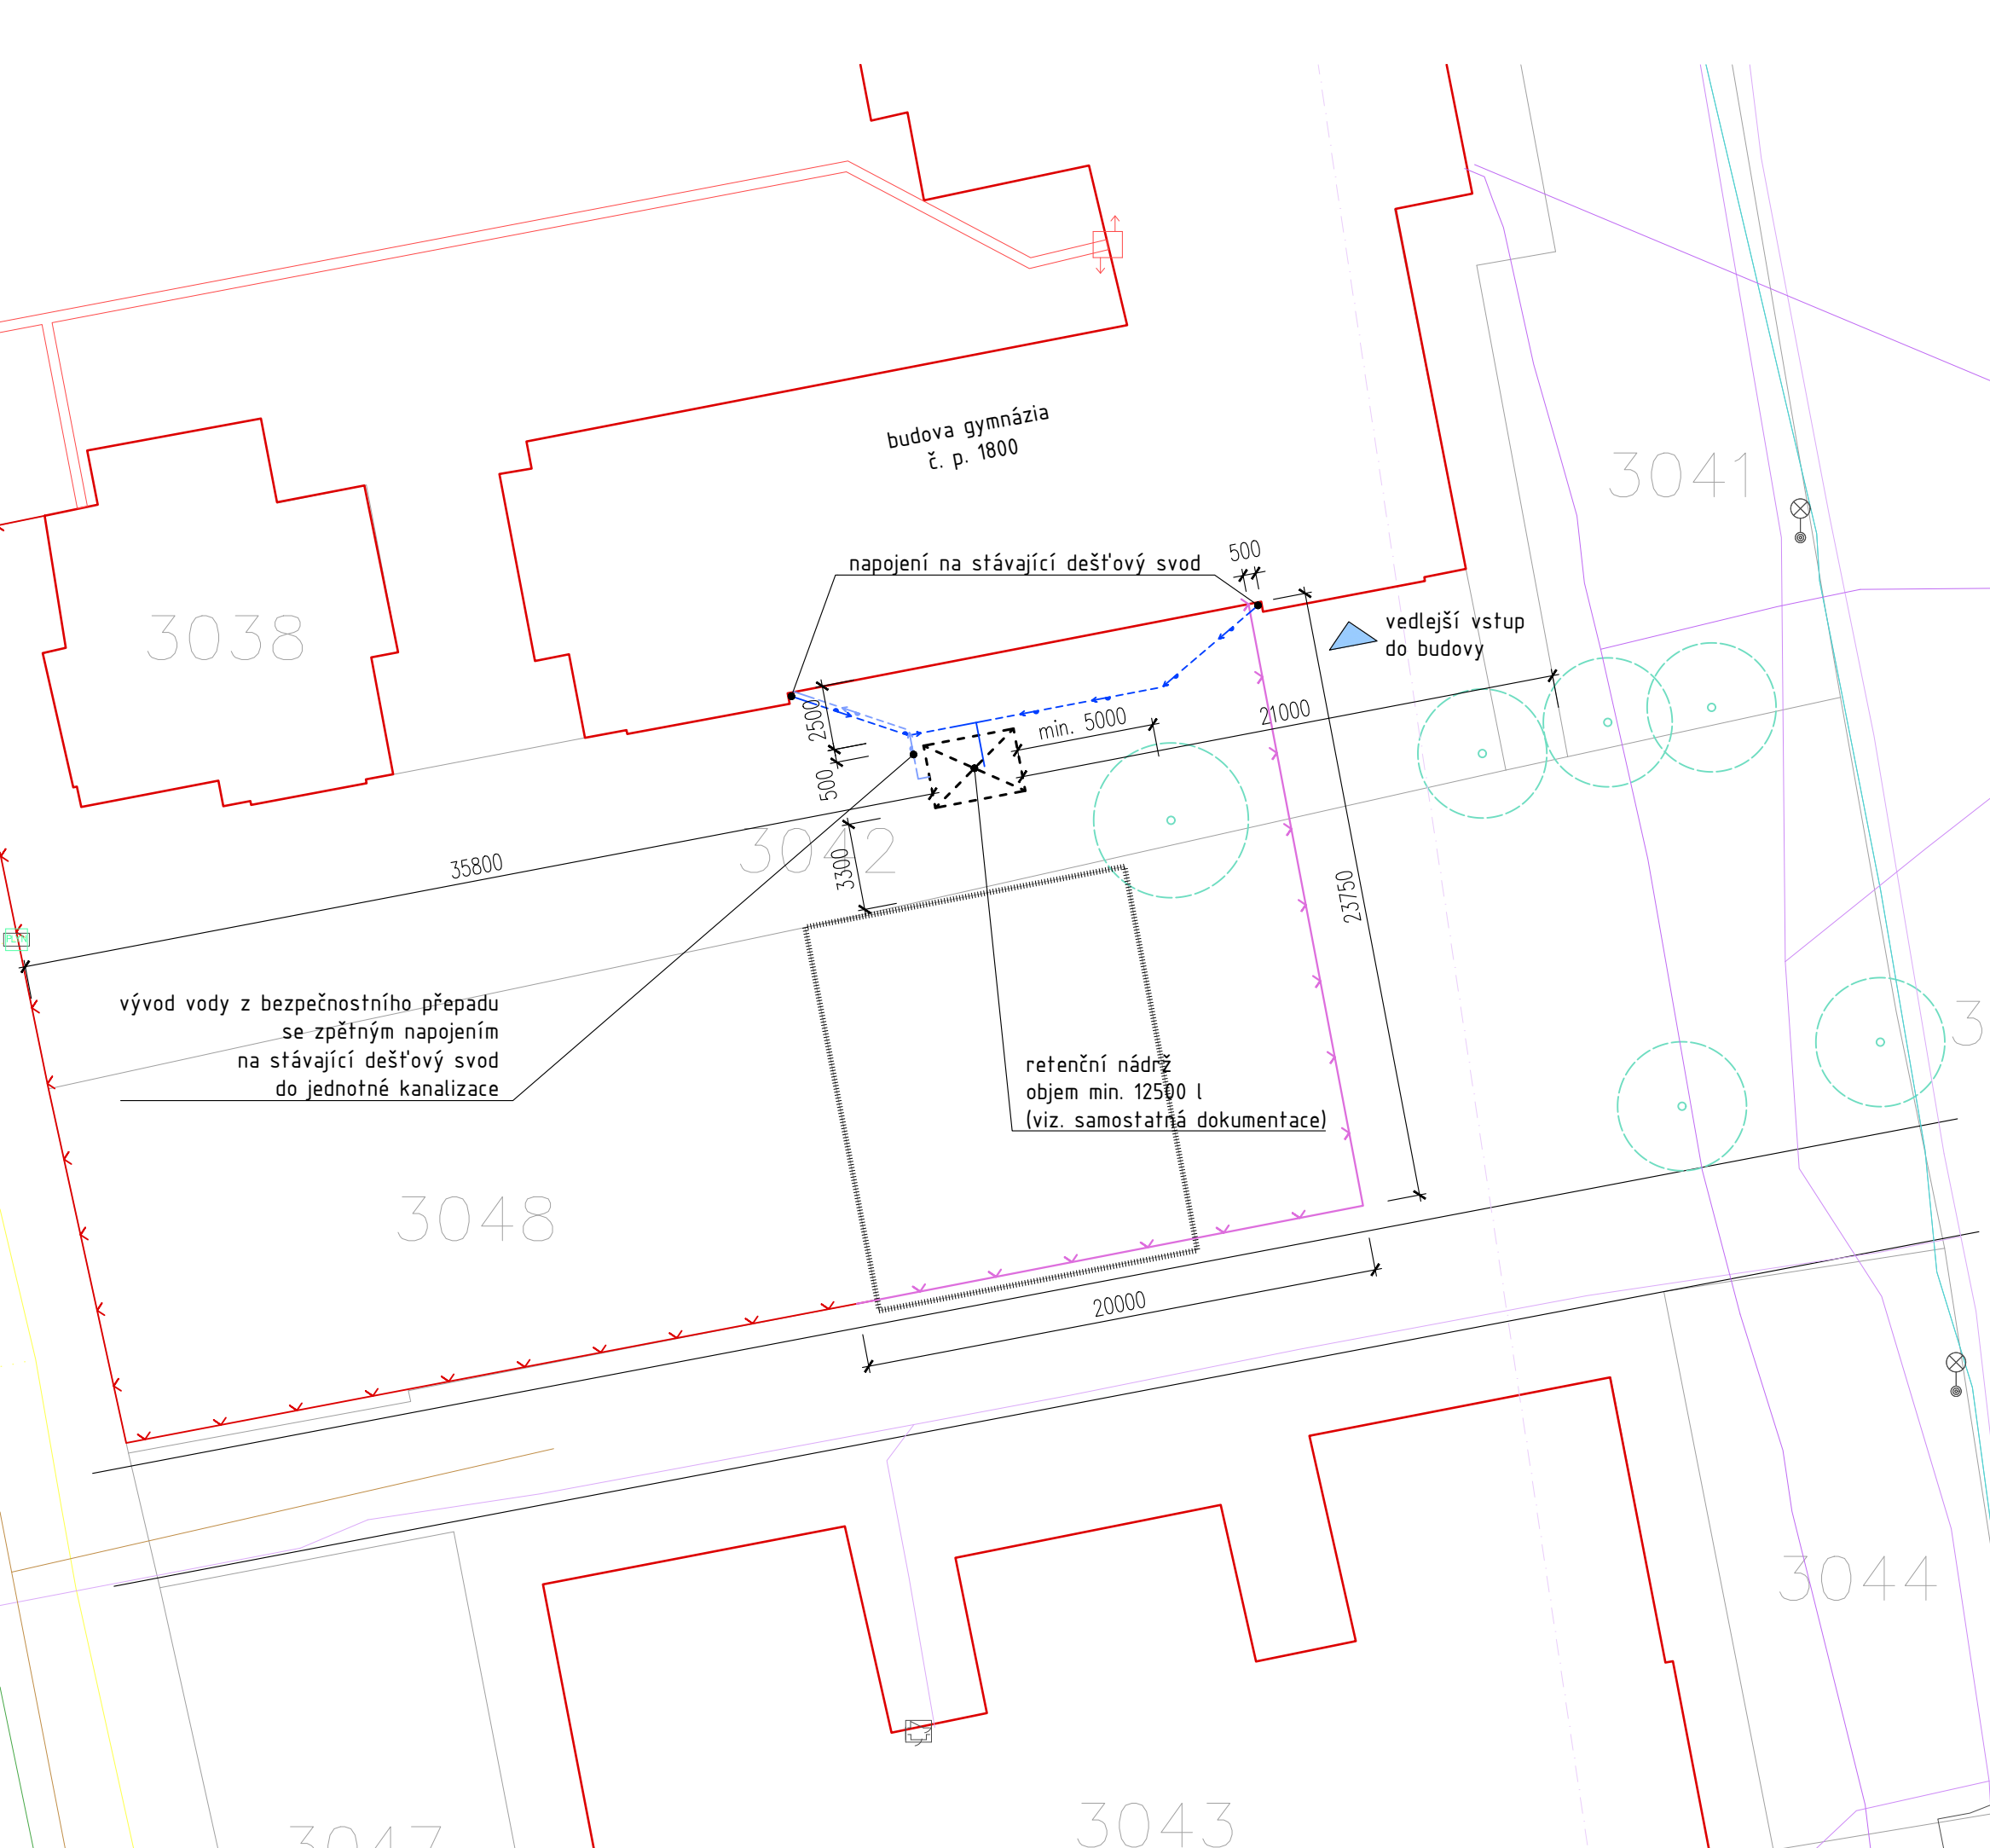 budova gymnázia
č. p. 1800
3041
napojení na stávající dešťový svod
500
3038
vedlejší vstup
do budovy
2500
min. 5000
21000
500
35800
3042
3300
23750
vývod vody z bezpečnostního přepadu
se zpětným napojením
na stávající dešťový svod
do jednotné kanalizace
retenční nádrž
objem min. 12500 l
(viz. samostatná dokumentace)
3
3048
20000
3044
3043
3047